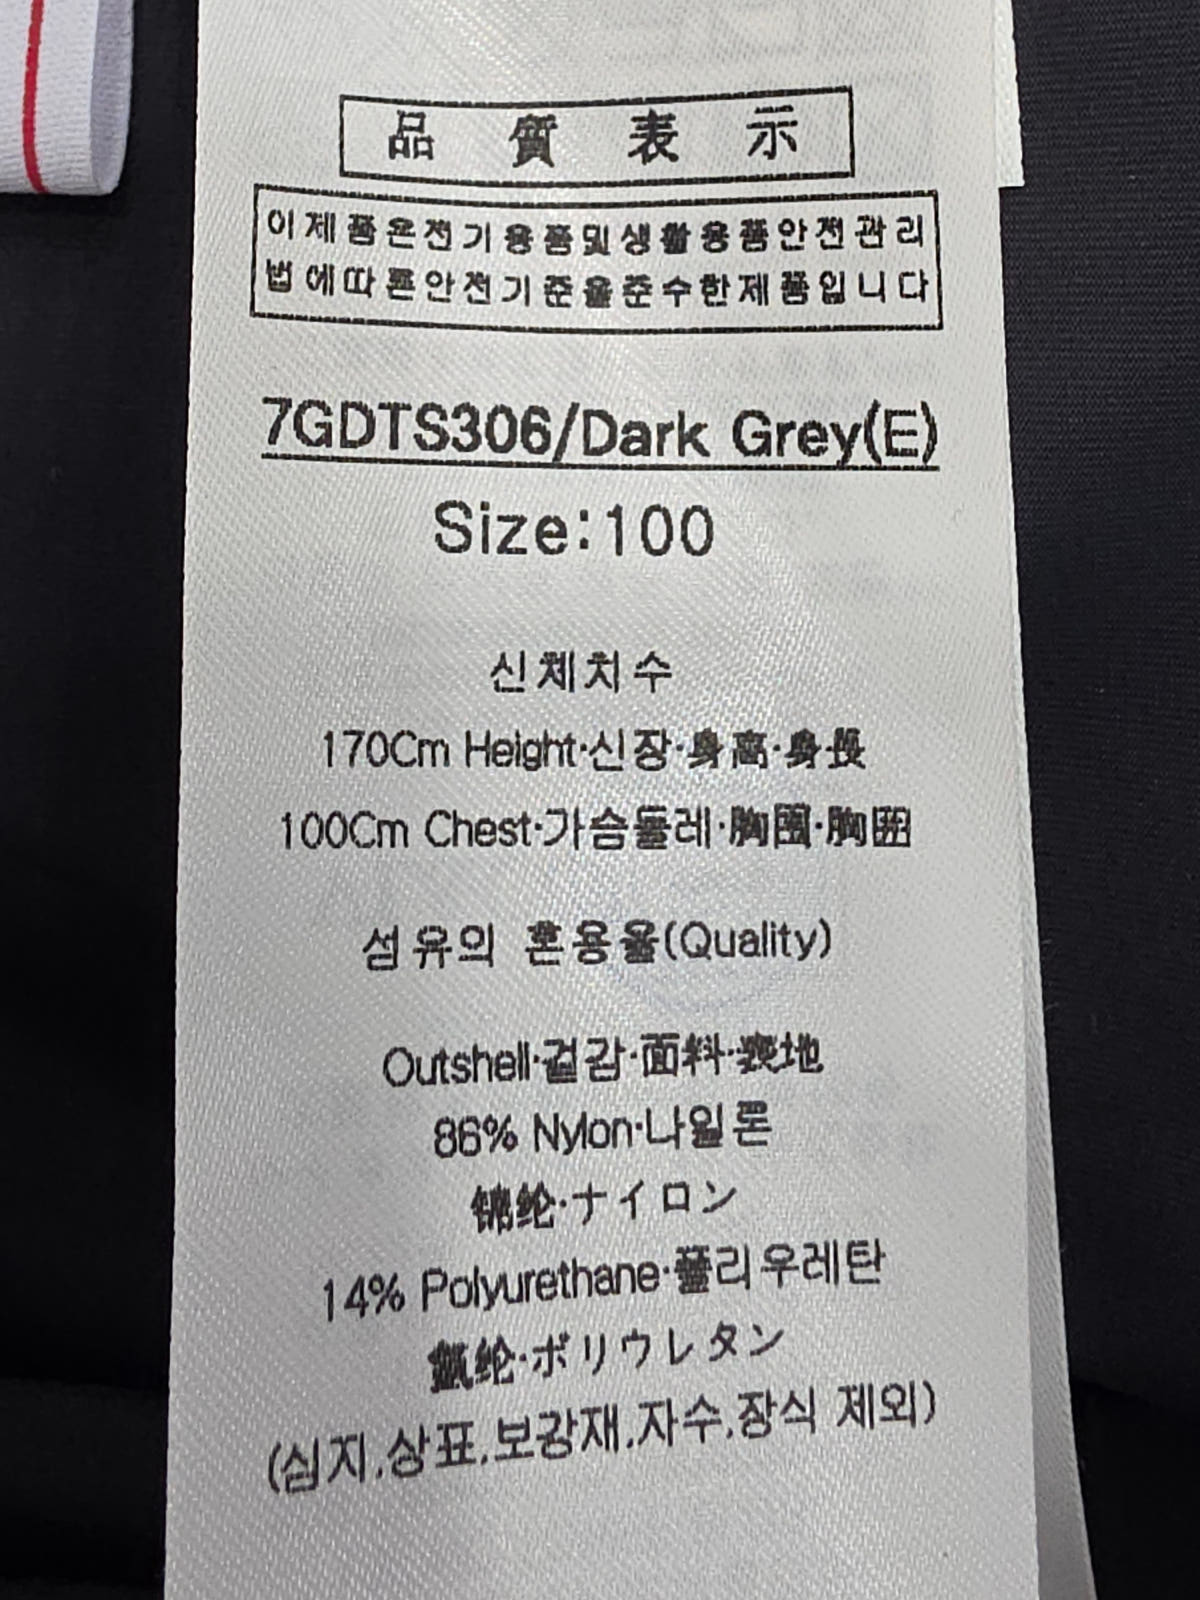 品質表示
이제품은전기용품및생활용품안전관리
법에따른안전기준을준수한제품입니다
7GDTS306/Dark Grey(E)
Size:100
신체치수
170Cm Height·신장·身高·身長
100Cm Chest·가슴둘레·胸围·胸囲
섬유의 혼용율(Quality)
Outshell·겉감·面料·表地
86% Nylon·나일론
锦纶·ナイロン
14% Polyurethane·폴리우레탄
氨纶·ポリウレタン
(심지,상표,보강재,자수,장식 제외)